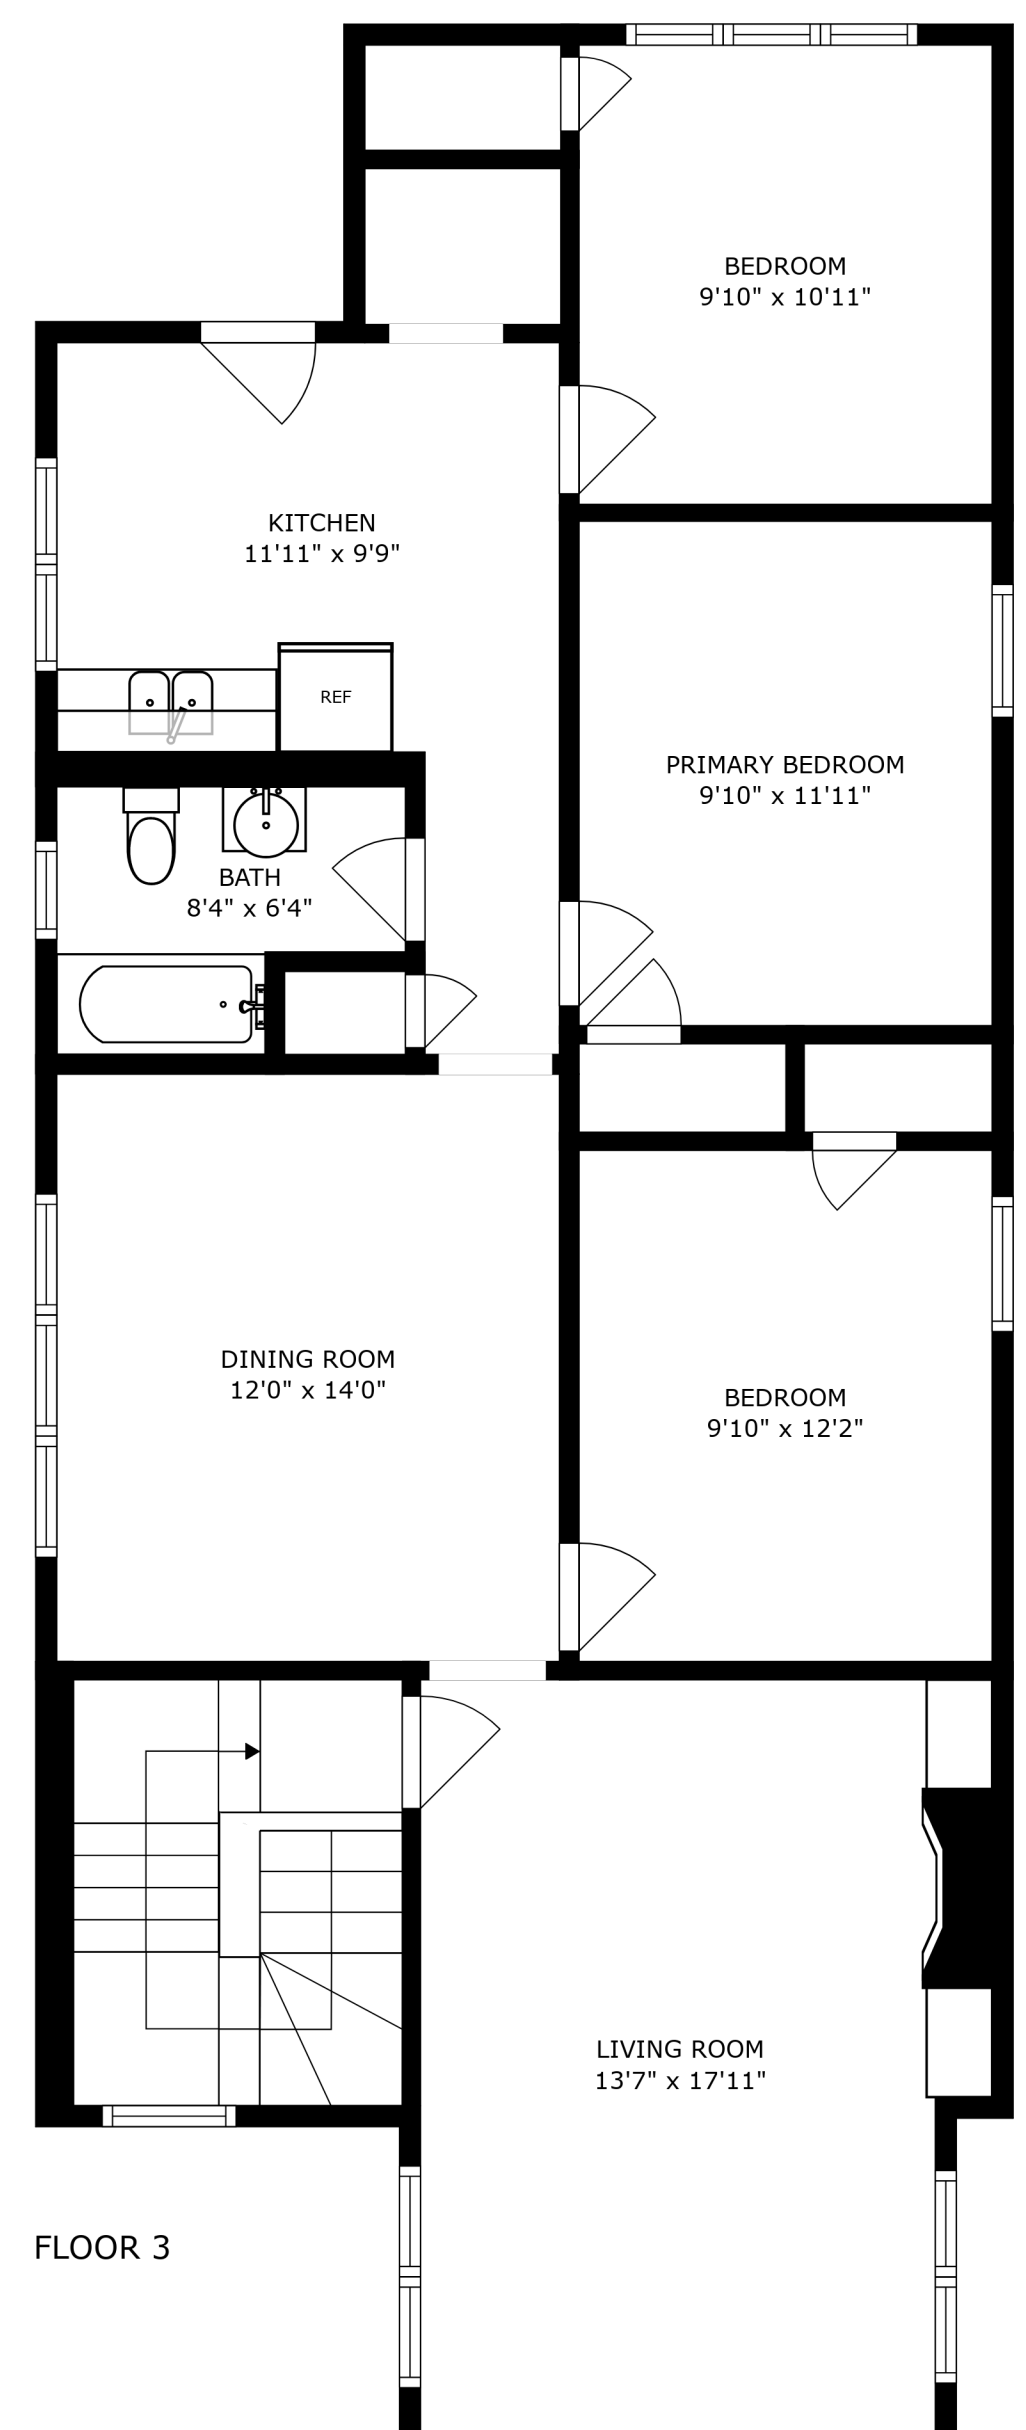 BEDROOM
9'10" x 10'11"
KITCHEN
11'11" x 9'9"
REF
PRIMARY BEDROOM
9'10" x 11'11"
BATH
8'4" x 6'4"
DINING ROOM
12'0" x 14'0"
BEDROOM
9'10" x 12'2"
LIVING ROOM
13'7" x 17'11"
FLOOR 3